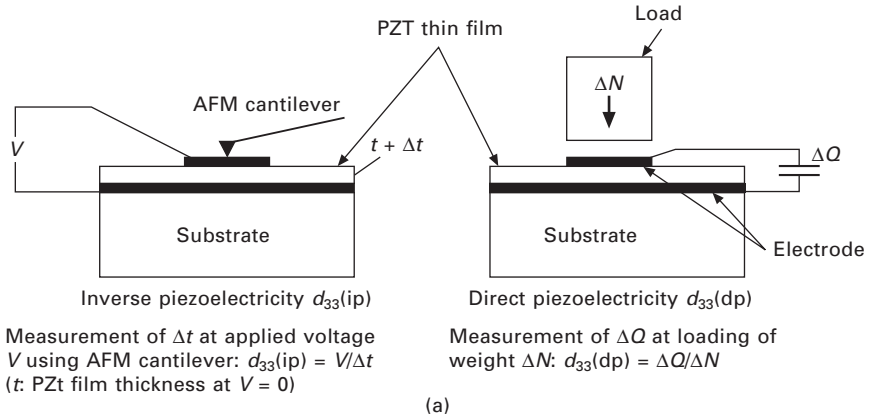 PZT thin film
Load
ΔN
AFM cantilever
V
t + Δt
ΔQ
Substrate
Substrate
Electrode
Inverse piezoelectricity d₃₃(ip)
Direct piezoelectricity d₃₃(dp)
Measurement of Δt at applied voltage
V using AFM cantilever: d₃₃(ip) = V/Δt
(t: PZt film thickness at V = 0)
Measurement of ΔQ at loading of
weight ΔN: d₃₃(dp) = ΔQ/ΔN
(a)